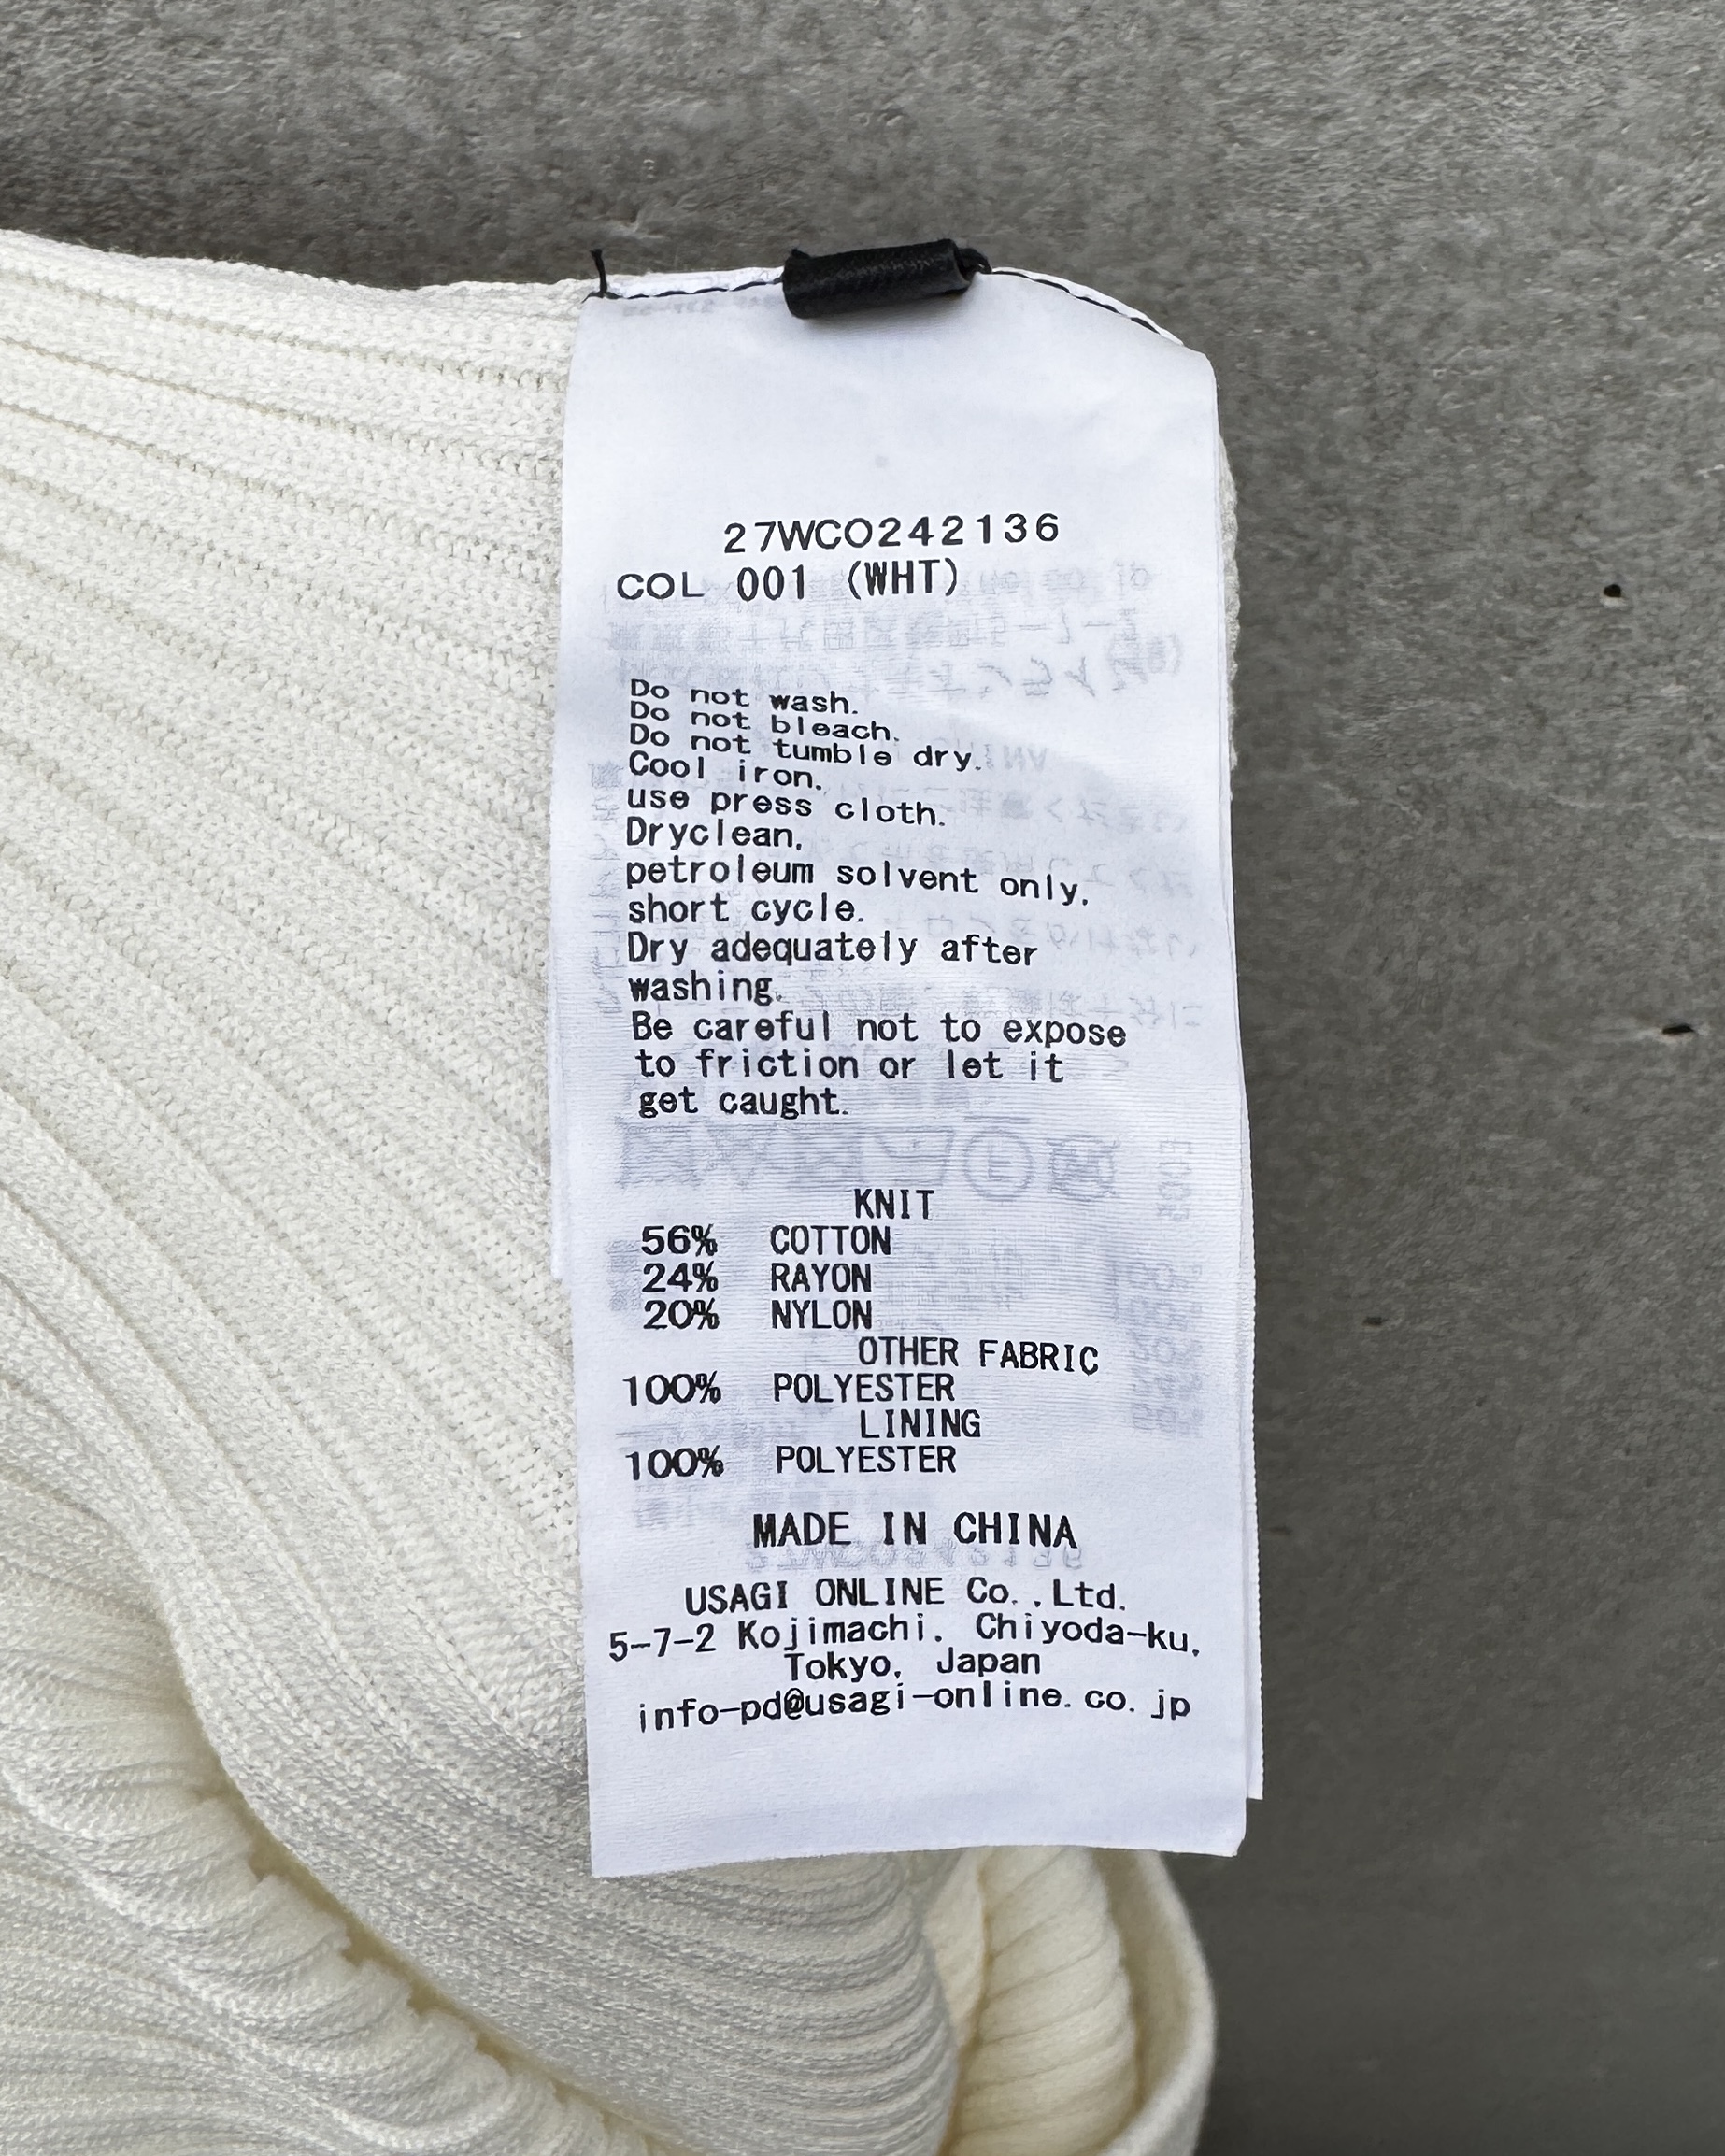 27WCO242136
COL 001 (WHT)
Do not wash.
Do not bleach.
Do not tumble dry.
Cool iron.
use press cloth.
Dryclean,
petroleum solvent only,
short cycle.
Dry adequately after
washing.
Be careful not to expose
to friction or let it
get caught.
KNIT
56% COTTON
24% RAYON
20% NYLON
OTHER FABRIC
100% POLYESTER
LINING
100% POLYESTER
MADE IN CHINA
USAGI ONLINE Co.,Ltd.
5-7-2 Kojimachi, Chiyoda-ku,
Tokyo, Japan
info-pd@usagi-online.co.jp